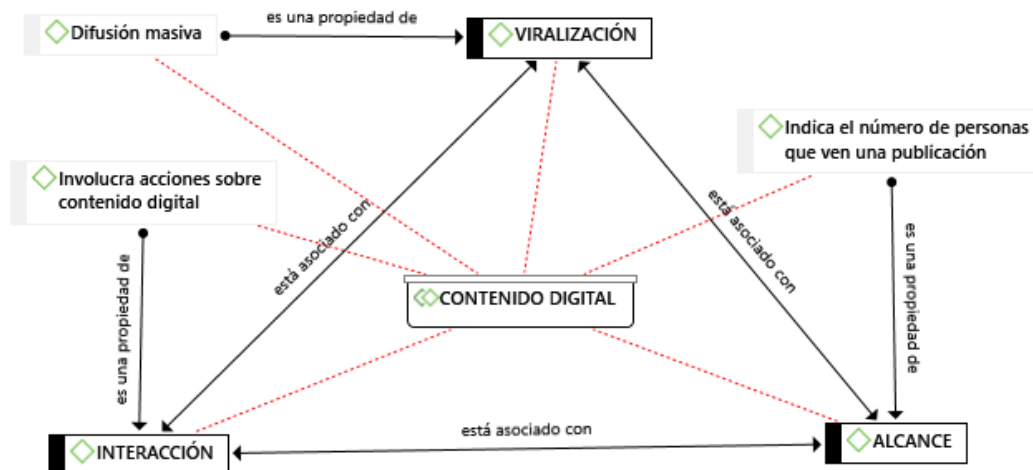 es una propiedad de
Difusión masiva
VIRALIZACIÓN
Indica el número de personas
que ven una publicación
Involucra acciones sobre
contenido digital
está asociado con
está asociado con
es una propiedad de
es una propiedad de
CONTENIDO DIGITAL
está asociado con
INTERACCIÓN
ALCANCE